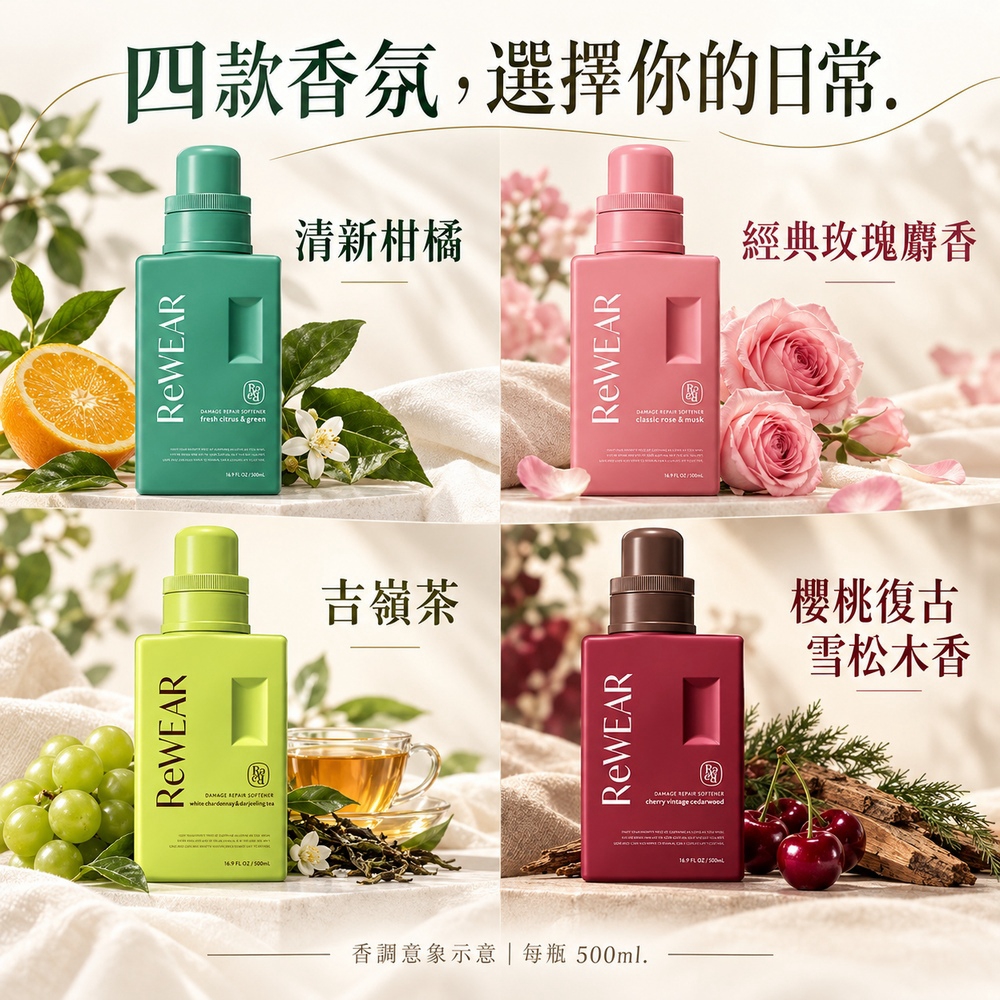 四款香氛，選擇你的日常.
清新柑橘
ReWEAR
DAMAGE REPAIR SOFTENER
fresh citrus & green
16.9 FL OZ / 500mL
經典玫瑰麝香
ReWEAR
DAMAGE REPAIR SOFTENER
classic rose & musk
16.9 FL OZ / 500mL
吉嶺茶
ReWEAR
DAMAGE REPAIR SOFTENER
white chardonnay & darjeeling tea
16.9 FL OZ / 500mL
櫻桃復古
雪松木香
ReWEAR
DAMAGE REPAIR SOFTENER
cherry vintage cedarwood
16.9 FL OZ / 500mL
香調意象示意｜每瓶 500ml.